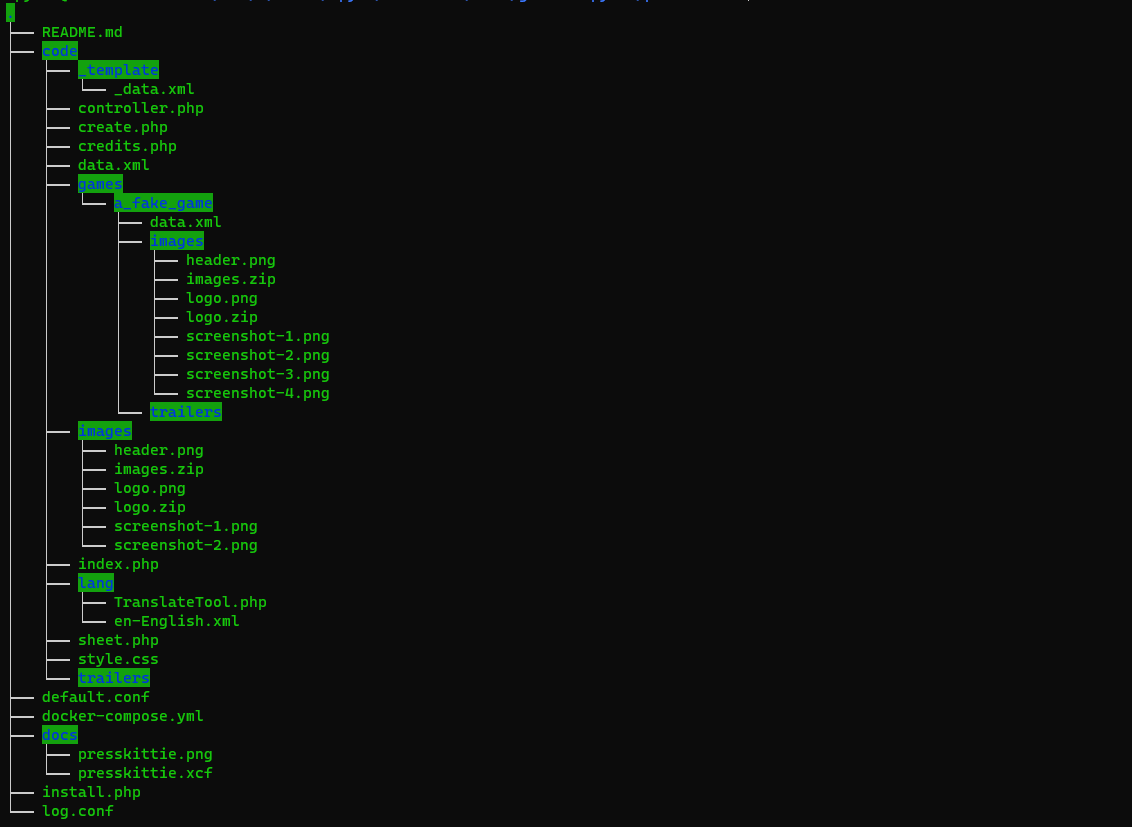 .
README.md
code
_template
_data.xml
controller.php
create.php
credits.php
data.xml
games
a_fake_game
data.xml
images
header.png
images.zip
logo.png
logo.zip
screenshot-1.png
screenshot-2.png
screenshot-3.png
screenshot-4.png
trailers
images
header.png
images.zip
logo.png
logo.zip
screenshot-1.png
screenshot-2.png
index.php
lang
TranslateTool.php
en-English.xml
sheet.php
style.css
trailers
default.conf
docker-compose.yml
docs
presskittie.png
presskittie.xcf
install.php
log.conf